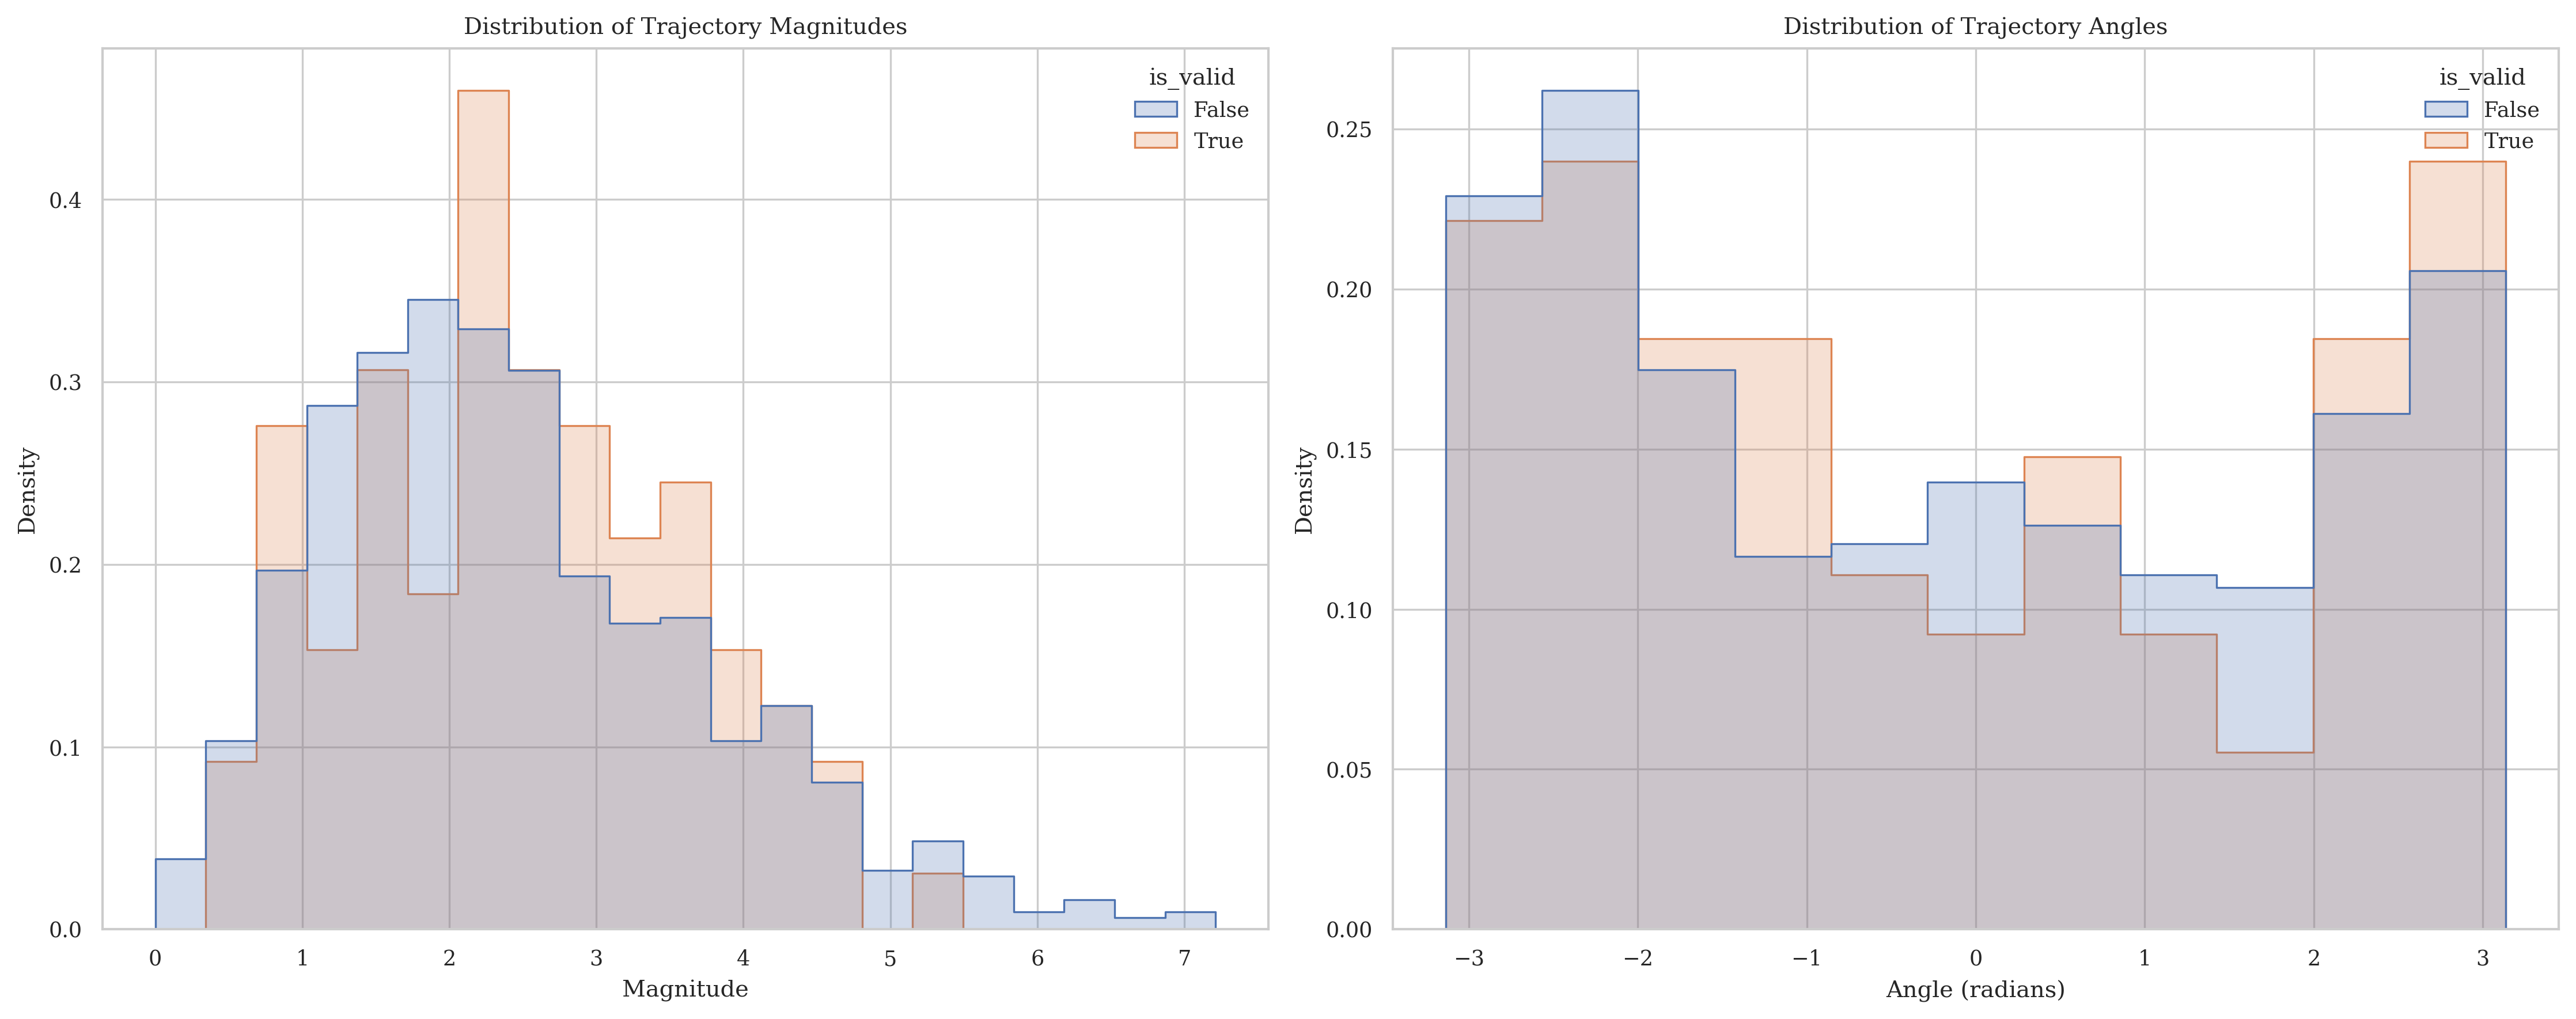 Distribution of Trajectory Magnitudes
is_valid
False
True
Density
0.4
0.3
0.2
0.1
0.0
0 1 2 3 4 5 6 7
Magnitude
Distribution of Trajectory Angles
is_valid
False
True
Density
0.25
0.20
0.15
0.10
0.05
0.00
−3 −2 −1 0 1 2 3
Angle (radians)